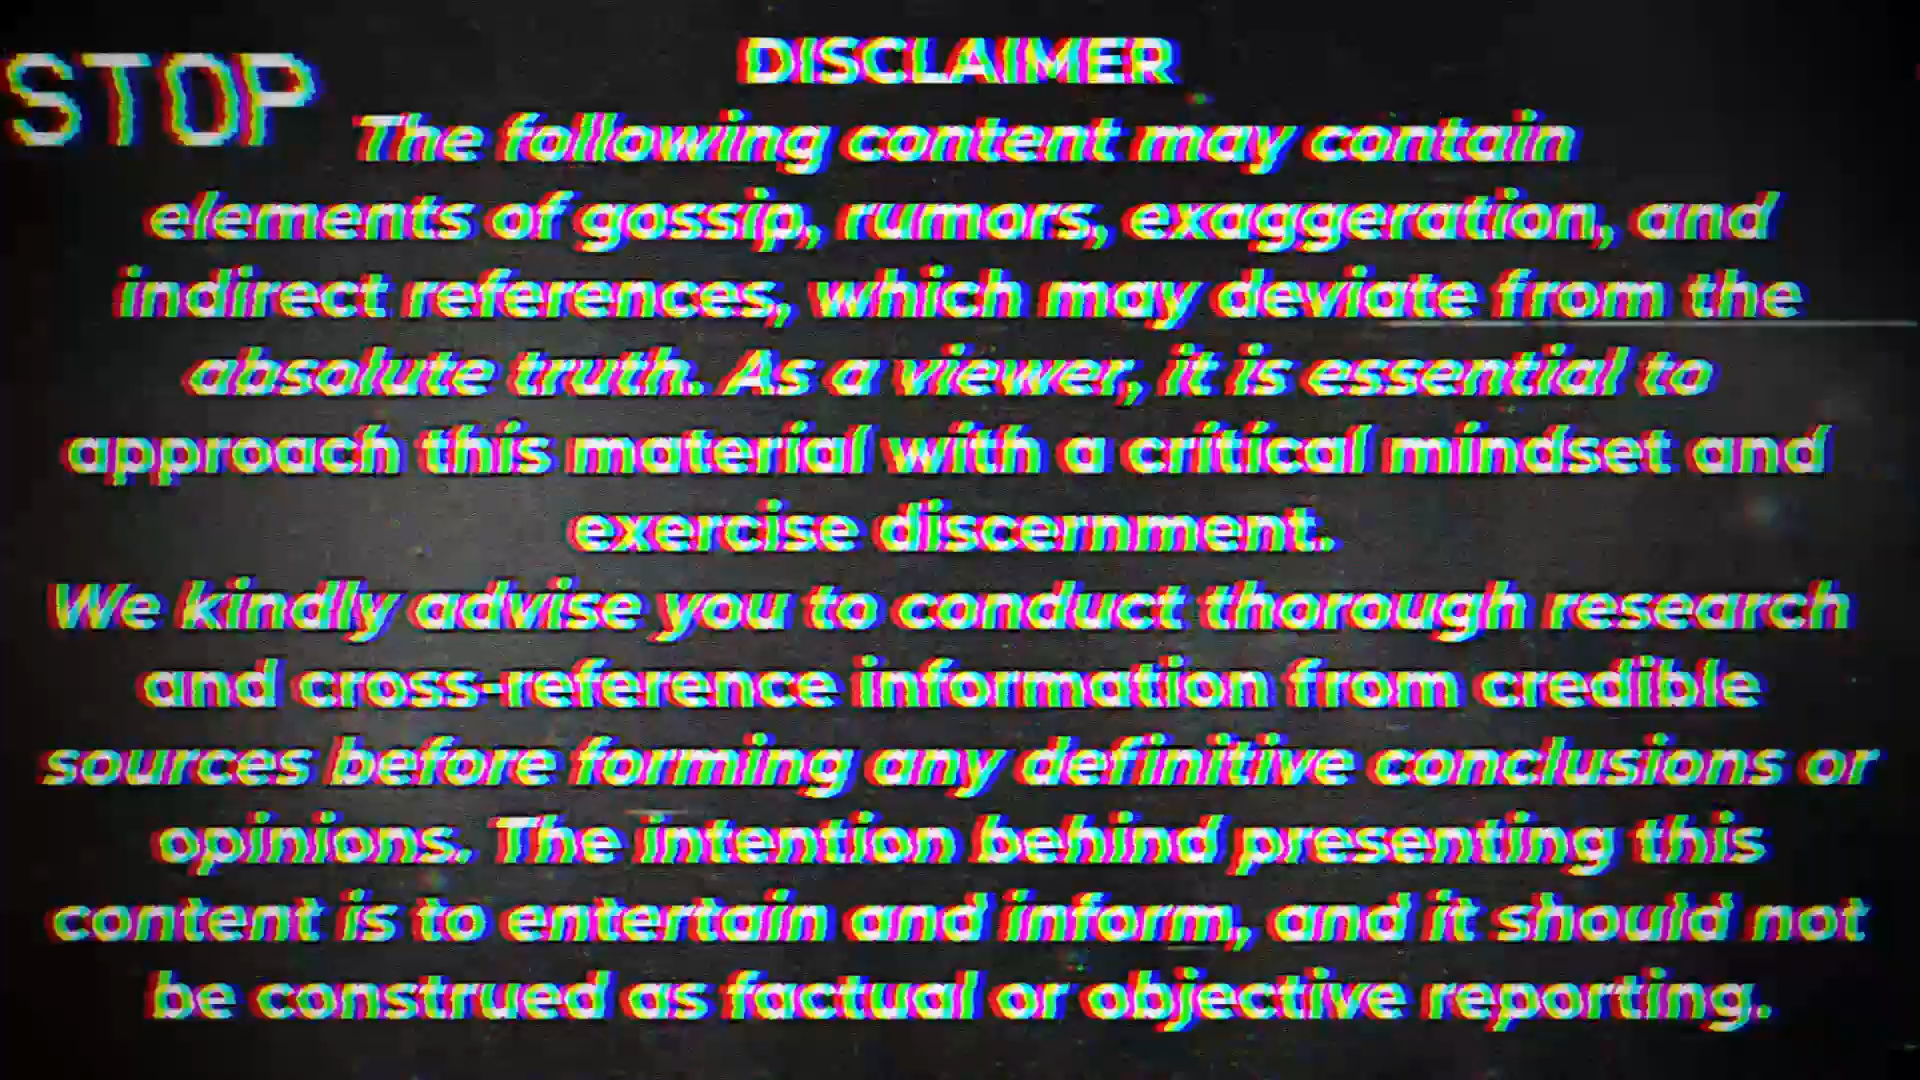 STOP
DISCLAIMER
The following content may contain
elements of gossip, rumors, exaggeration, and
indirect references, which may deviate from the
absolute truth. As a viewer, it is essential to
approach this material with a critical mindset and
exercise discernment.
We kindly advise you to conduct thorough research
and cross-reference information from credible
sources before forming any definitive conclusions or
opinions. The intention behind presenting this
content is to entertain and inform, and it should not
be construed as factual or objective reporting.